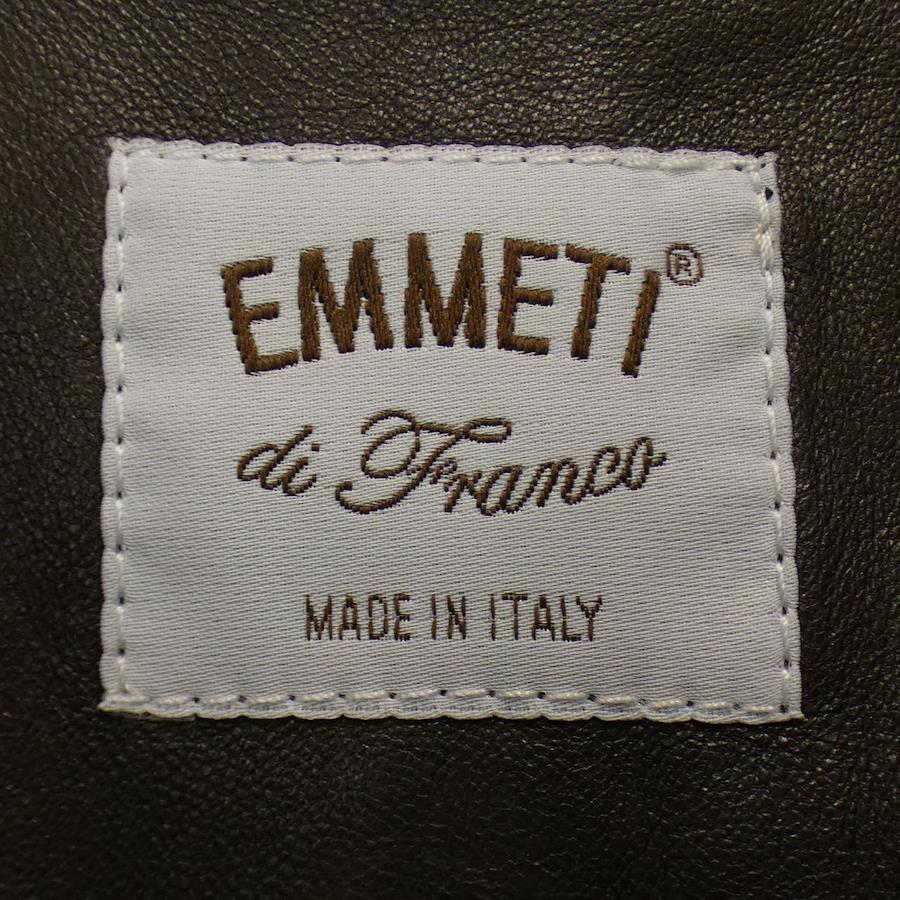 EMMETI®
di Franco
MADE IN ITALY